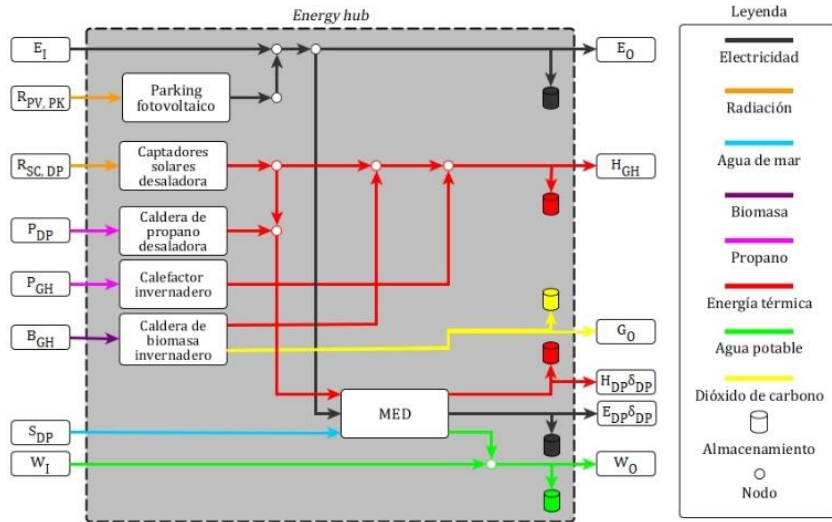 Energy hub
E_I
E_O
R_PV, PK
Parking
fotovoltaico
R_SC, DP
Captadores
solares
desaladora
H_GH
P_DP
Caldera de
propano
desaladora
P_GH
Calefactor
invernadero
B_GH
Caldera de
biomasa
invernadero
G_O
H_DPδ_DP
MED
E_DPδ_DP
S_DP
W_I
W_O
Leyenda
Electricidad
Radiación
Agua de mar
Biomasa
Propano
Energía térmica
Agua potable
Dióxido de carbono
Almacenamiento
Nodo